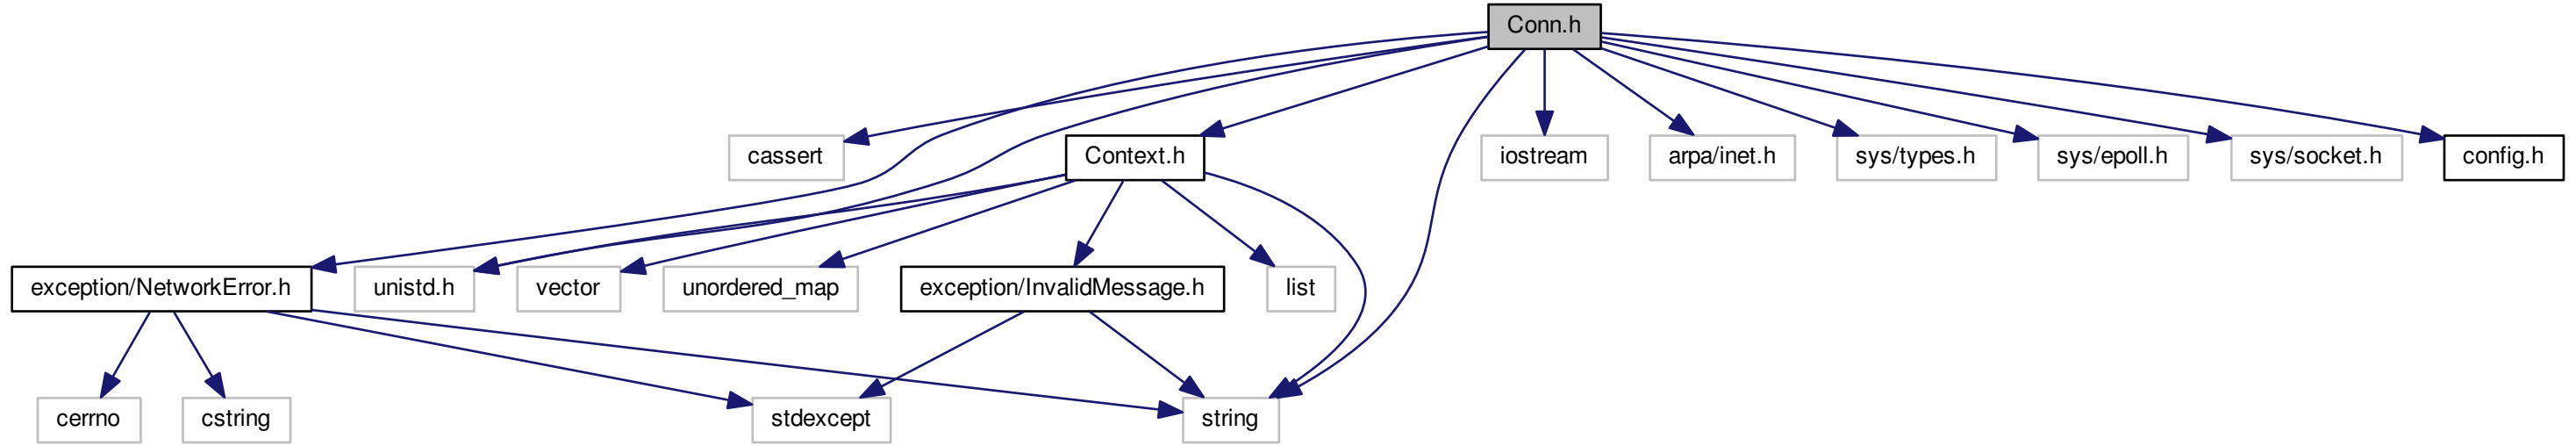 Conn.h
cassert
Context.h
iostream
arpa/inet.h
sys/types.h
sys/epoll.h
sys/socket.h
config.h
exception/NetworkError.h
unistd.h
vector
unordered_map
exception/InvalidMessage.h
list
cerrno
cstring
stdexcept
string